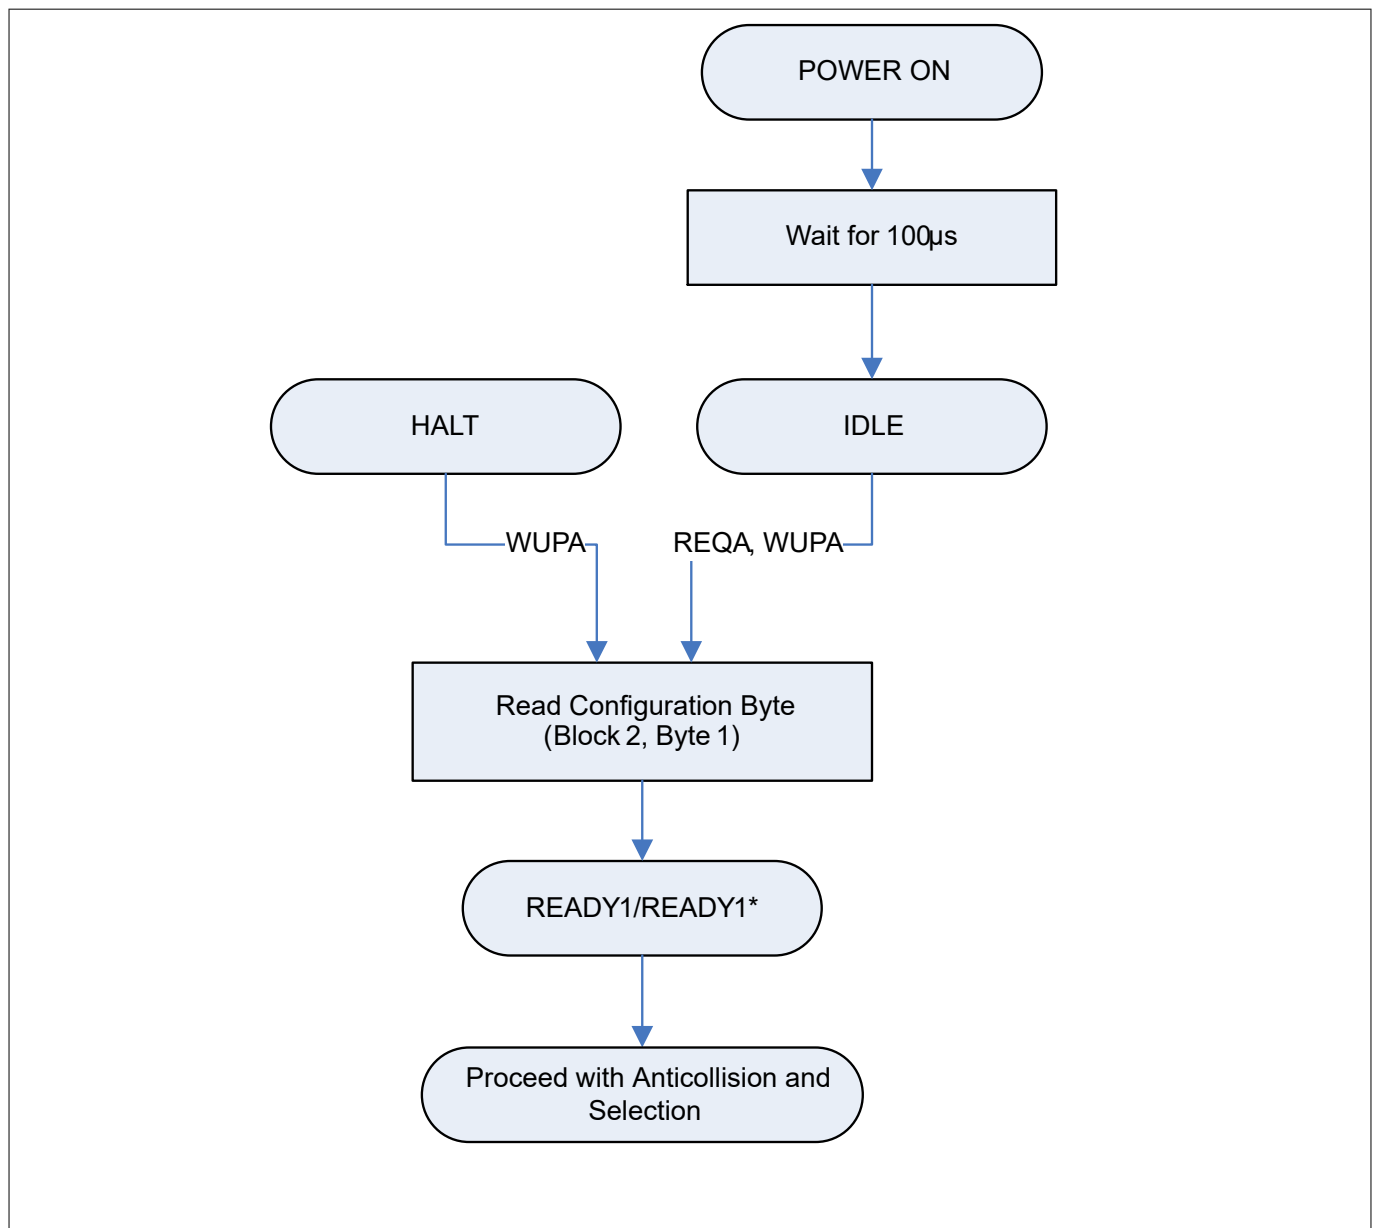 POWER ON
Wait for 100µs
HALT
IDLE
WUPA
REQA, WUPA
Read Configuration Byte
(Block 2, Byte 1)
READY1/READY1*
Proceed with Anticollision and
Selection